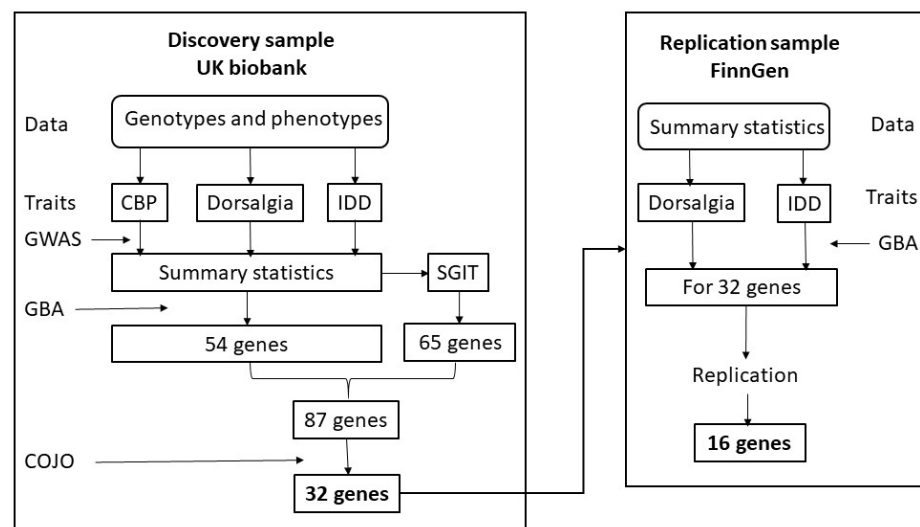 Discovery sample
UK biobank
Data
Genotypes and phenotypes
Traits
CBP
Dorsalgia
IDD
GWAS
Summary statistics
SGIT
GBA
54 genes
65 genes
87 genes
COJO
32 genes
Replication sample
FinnGen
Summary statistics
Data
Dorsalgia
IDD
Traits
GBA
For 32 genes
Replication
16 genes